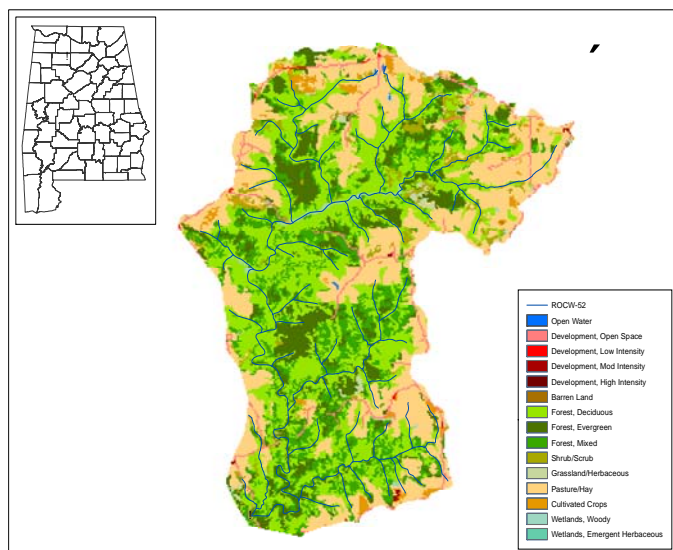 ROCW-52
Open Water
Development, Open Space
Development, Low Intensity
Development, Mod Intensity
Development, High Intensity
Barren Land
Forest, Deciduous
Forest, Evergreen
Forest, Mixed
Shrub/Scrub
Grassland/Herbaceous
Pasture/Hay
Cultivated Crops
Wetlands, Woody
Wetlands, Emergent Herbaceous